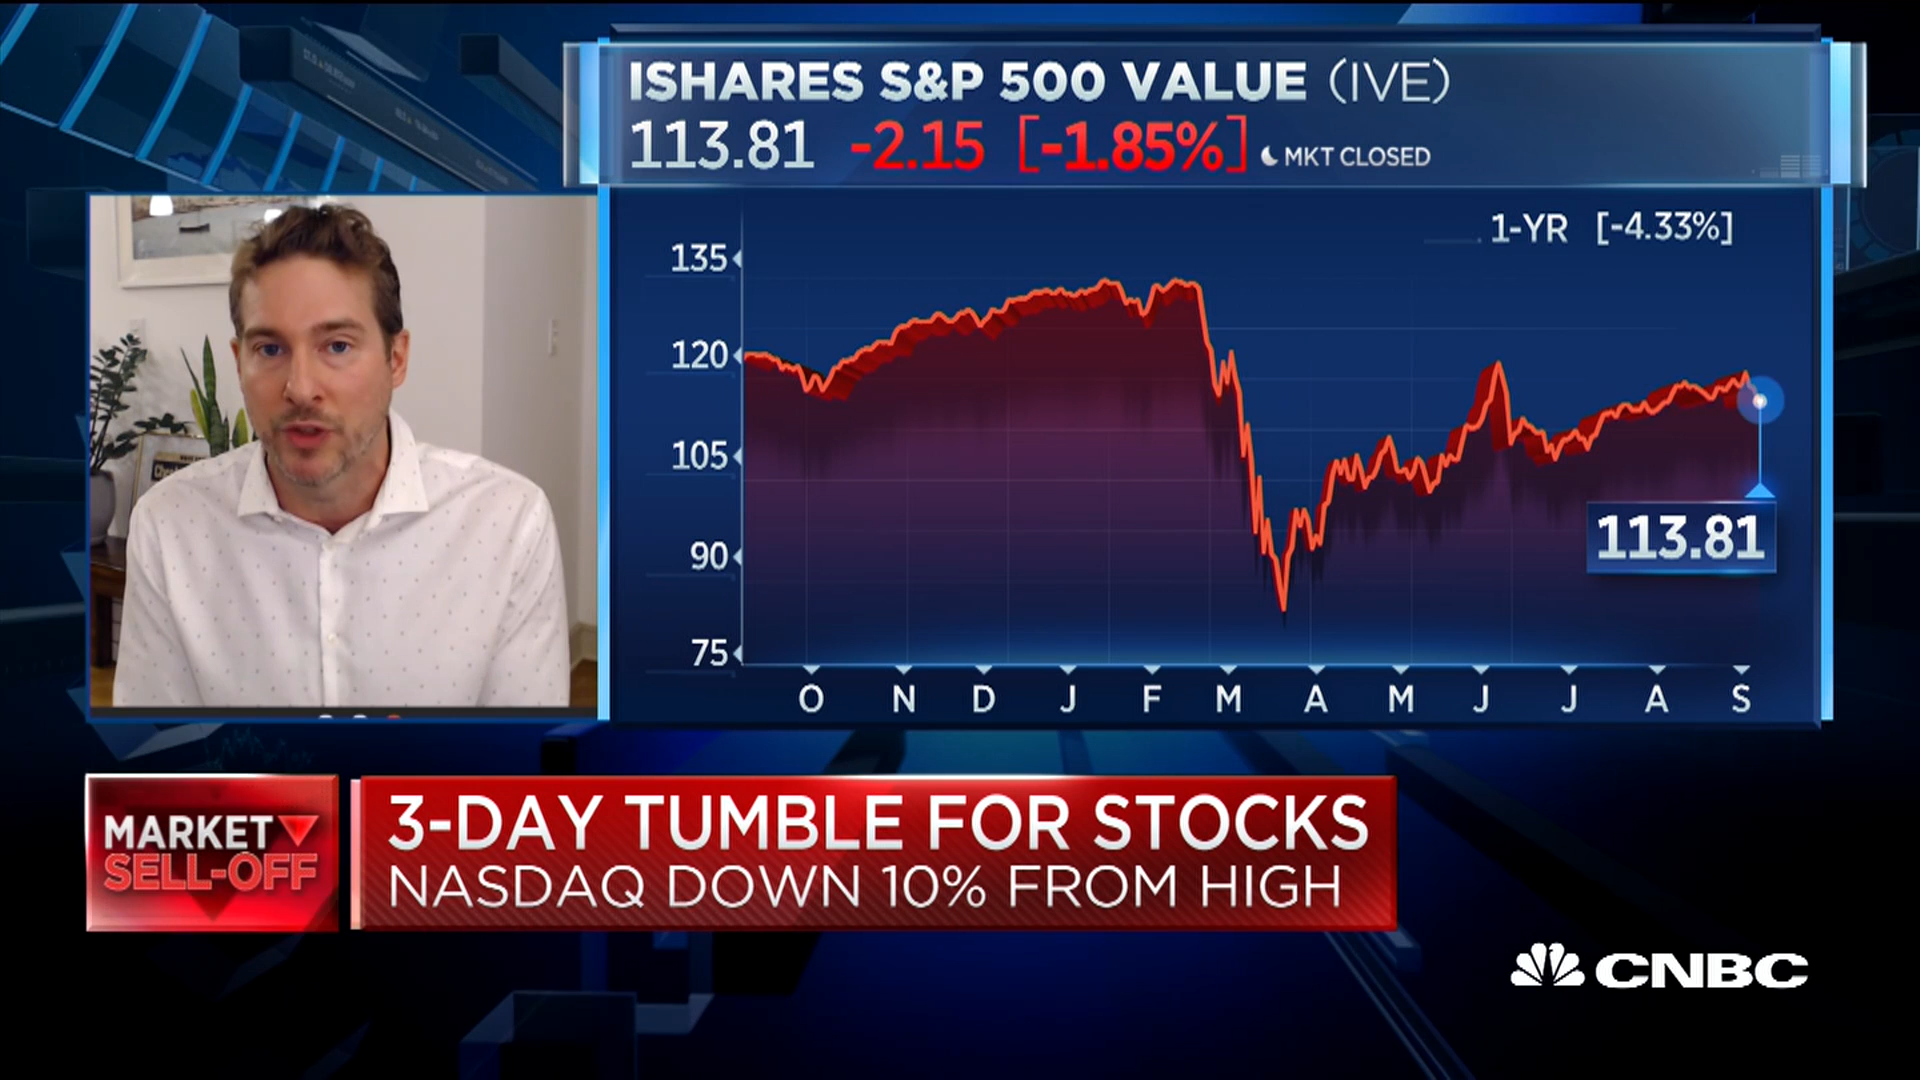 ISHARES S&P 500 VALUE (IVE)
113.81 -2.15 [-1.85%] MKT CLOSED
1-YR [-4.33%]
135
120
105
90
75
113.81
O N D J F M A M J J A S
MARKET
SELL-OFF
3-DAY TUMBLE FOR STOCKS
NASDAQ DOWN 10% FROM HIGH
CNBC